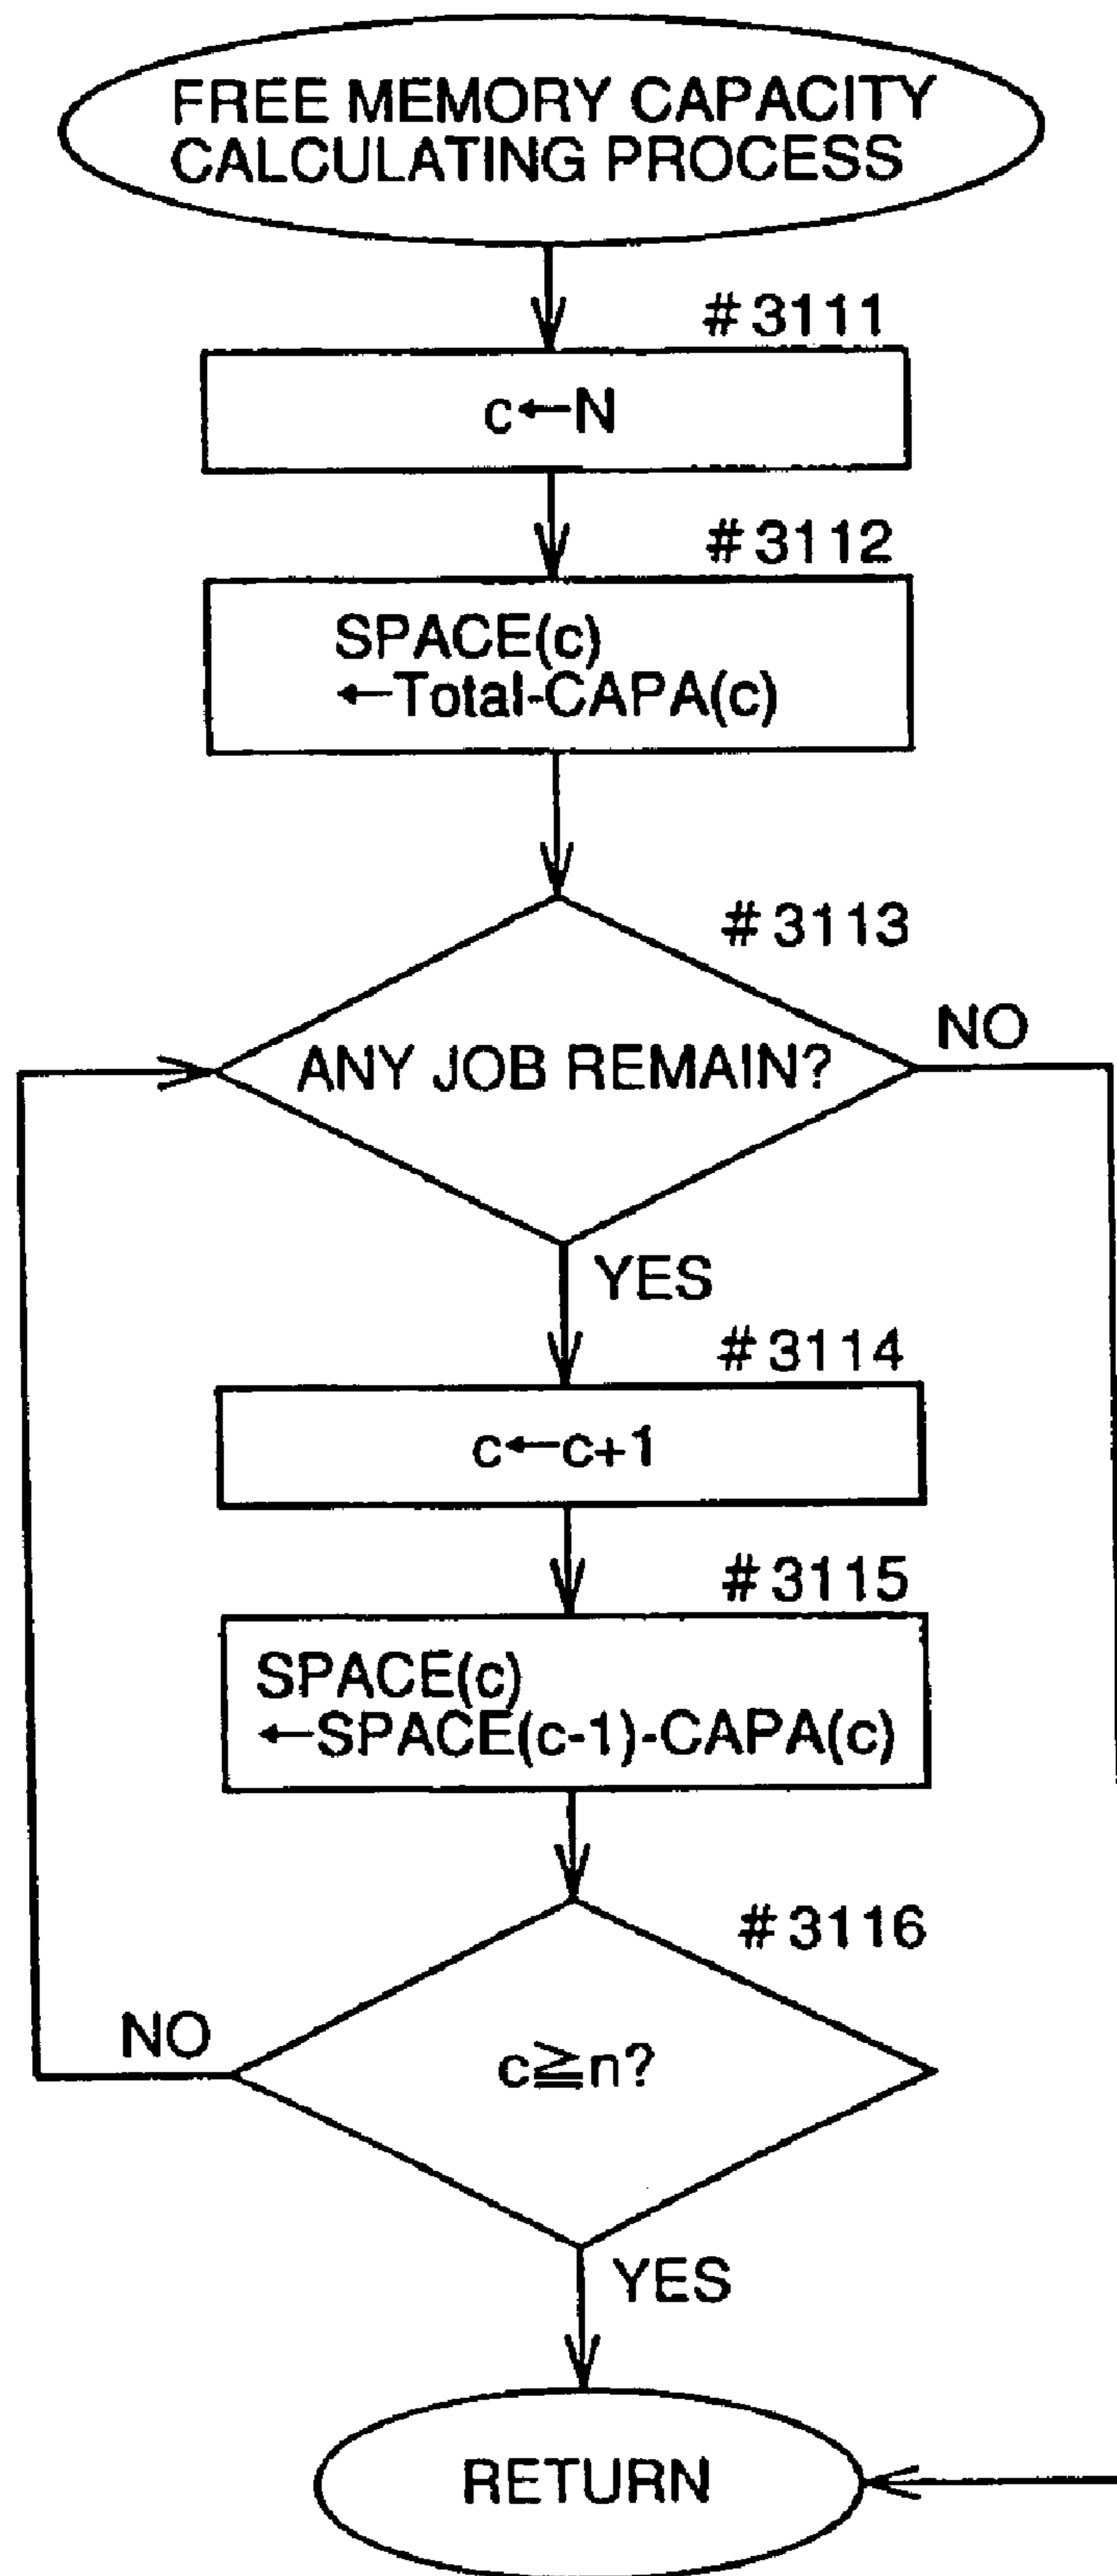 FREE MEMORY CAPACITY
CALCULATING PROCESS
#3111
c←N
#3112
SPACE(c)
←Total-CAPA(c)
#3113
ANY JOB REMAIN?
NO
YES
#3114
c←c+1
#3115
SPACE(c)
←SPACE(c-1)-CAPA(c)
#3116
NO
c≧n?
YES
RETURN